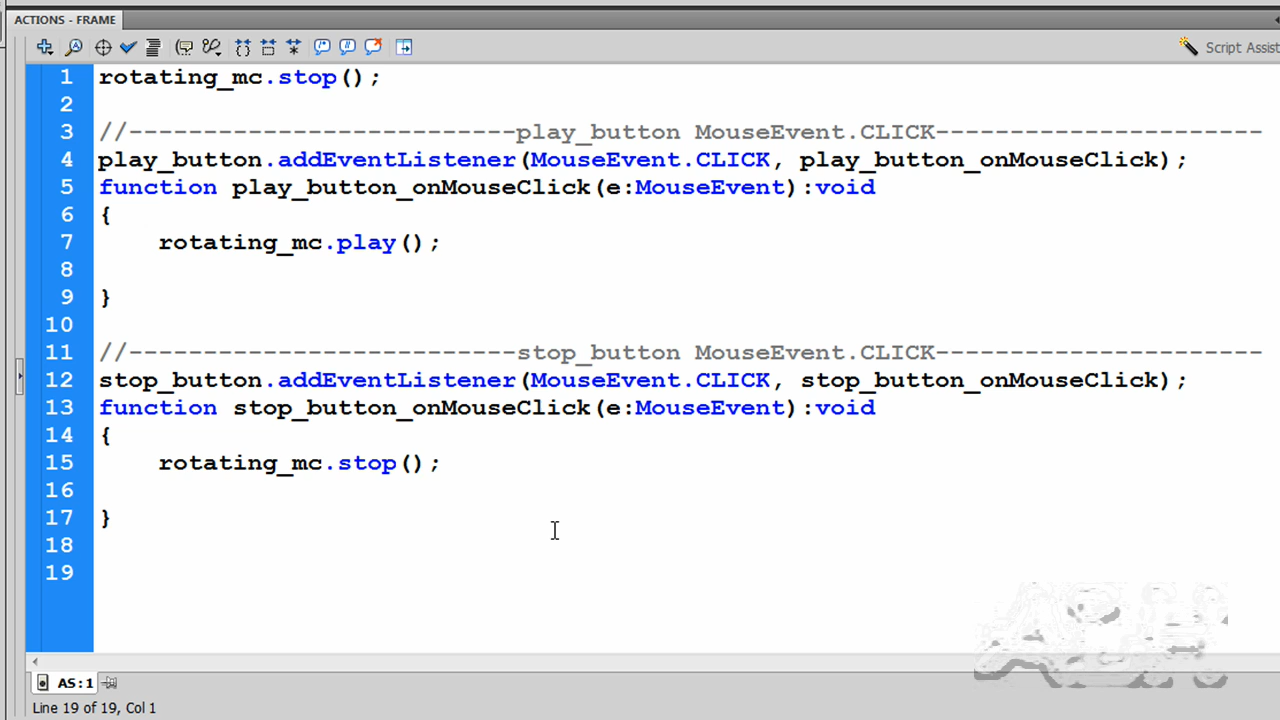 ACTIONS - FRAME
Script Assist
1 rotating_mc.stop();
2
3 //--------------------------play_button MouseEvent.CLICK----------------------
4 play_button.addEventListener(MouseEvent.CLICK, play_button_onMouseClick);
5 function play_button_onMouseClick(e:MouseEvent):void
6 {
7 rotating_mc.play();
8
9 }
10
11 //--------------------------stop_button MouseEvent.CLICK----------------------
12 stop_button.addEventListener(MouseEvent.CLICK, stop_button_onMouseClick);
13 function stop_button_onMouseClick(e:MouseEvent):void
14 {
15 rotating_mc.stop();
16
17 }
18
19
AS:1
Line 19 of 19, Col 1